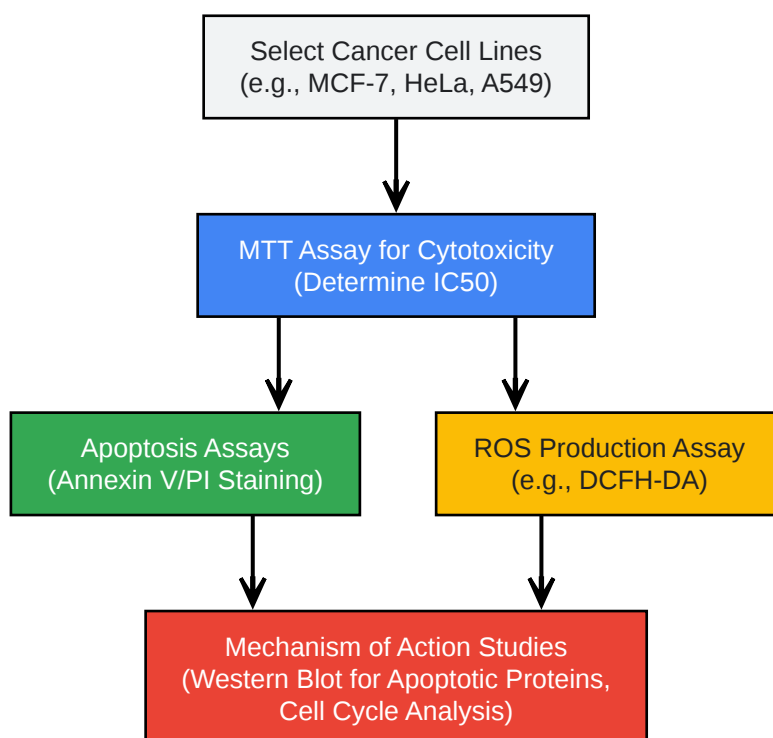 Select Cancer Cell Lines
(e.g., MCF-7, HeLa, A549)
MTT Assay for Cytotoxicity
(Determine IC50)
Apoptosis Assays
(Annexin V/PI Staining)
ROS Production Assay
(e.g., DCFH-DA)
Mechanism of Action Studies
(Western Blot for Apoptotic Proteins,
Cell Cycle Analysis)